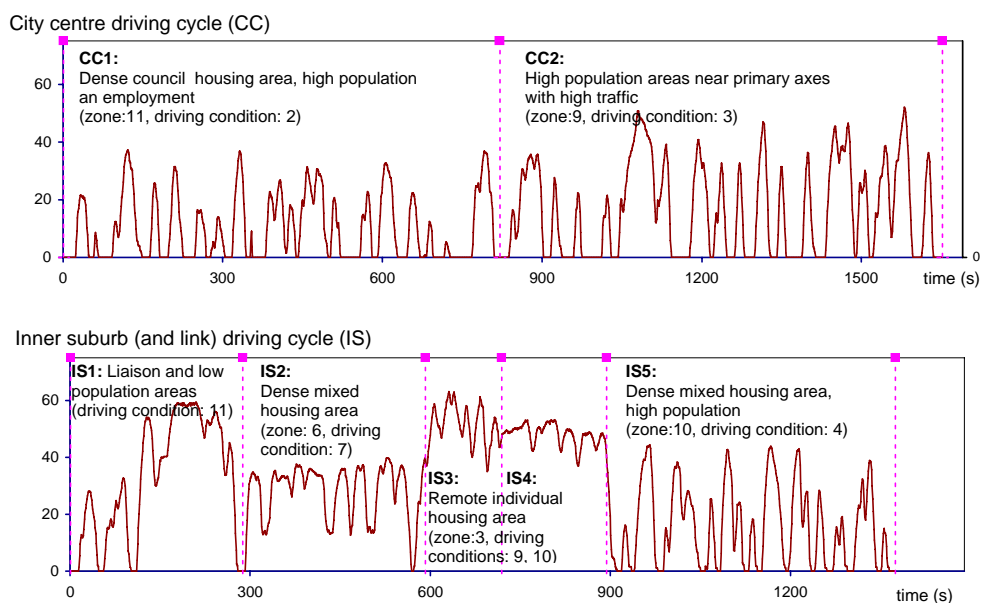 City centre driving cycle (CC)
CC1:
Dense council housing area, high population
an employment
(zone:11, driving condition: 2)
CC2:
High population areas near primary axes
with high traffic
(zone:9, driving condition: 3)
60
40
20
0
0
0
300
600
900
1200
1500
time (s)
Inner suburb (and link) driving cycle (IS)
IS1: Liaison and low
population areas
(driving condition: 11)
IS2:
Dense mixed
housing area
(zone: 6, driving
condition: 7)
IS3:
IS4:
Remote individual
housing area
(zone:3, driving
conditions: 9, 10)
IS5:
Dense mixed housing area,
high population
(zone:10, driving condition: 4)
60
40
20
0
0
300
600
900
1200
time (s)